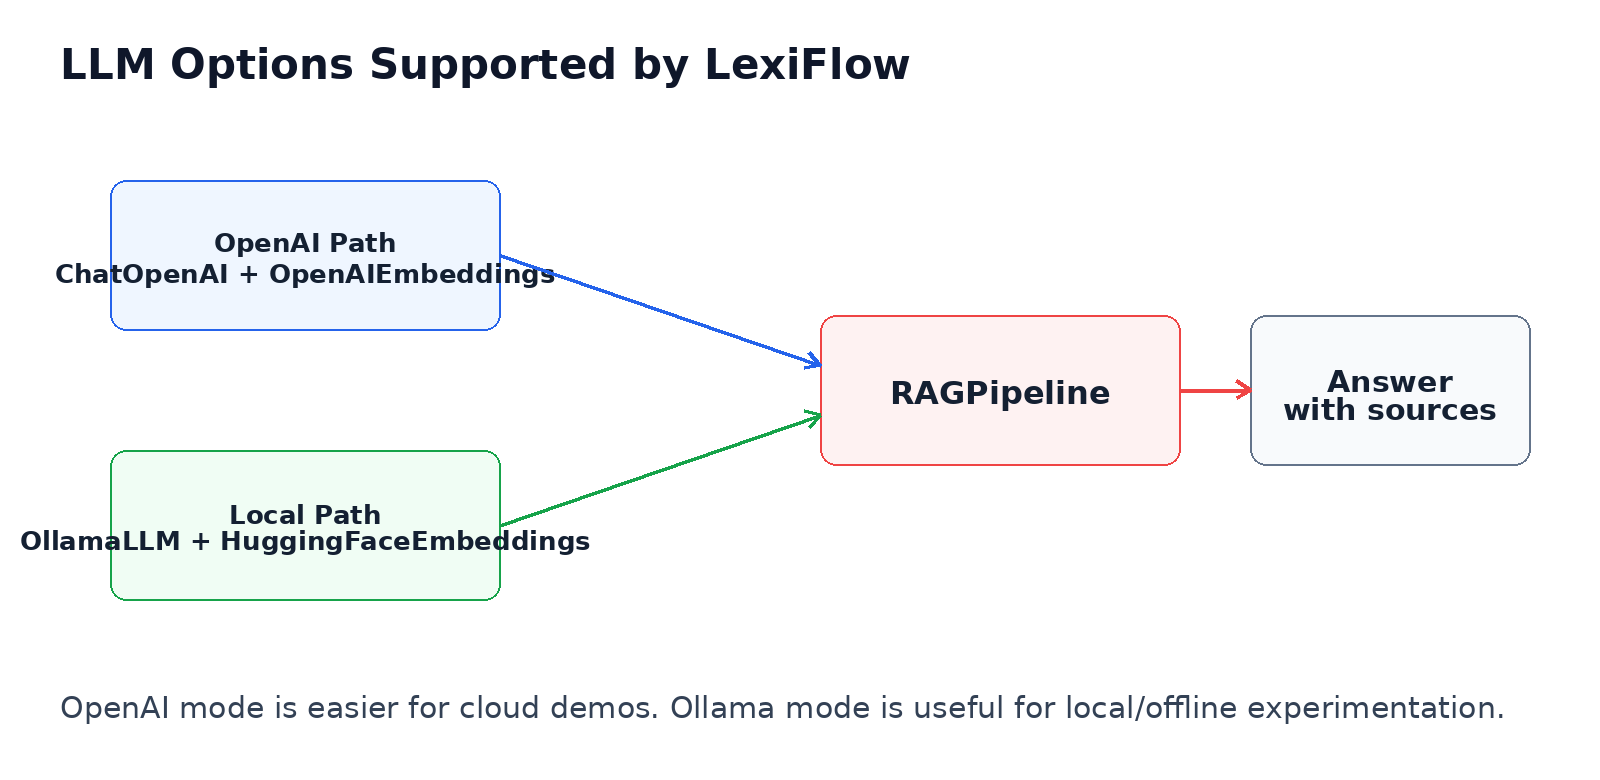 LLM Options Supported by LexiFlow
OpenAI Path
ChatOpenAI + OpenAIEmbeddings
RAGPipeline
Answer
with sources
Local Path
OllamaLLM + HuggingFaceEmbeddings
OpenAI mode is easier for cloud demos. Ollama mode is useful for local/offline experimentation.